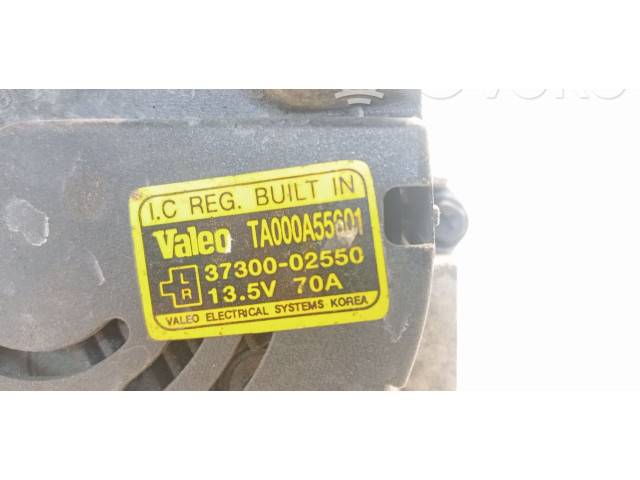 I.C REG. BUILT IN
Valeo TA000A55601
L 37300-02550
R 13.5V 70A
VALEO ELECTRICAL SYSTEMS KOREA